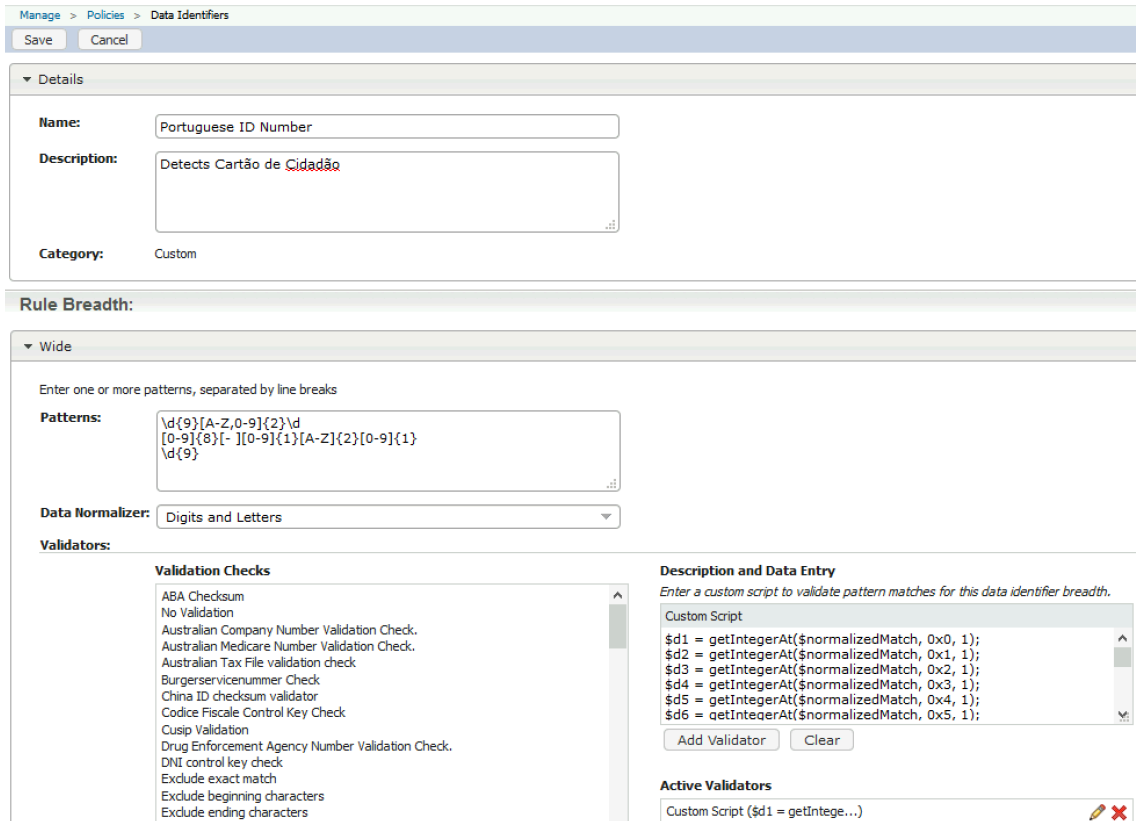 Manage > Policies > Data Identifiers
Save Cancel
Details
Name: Portuguese ID Number
Description: Detects Cartão de Cidadão
Category: Custom
Rule Breadth:
Wide
Enter one or more patterns, separated by line breaks
Patterns: \d{9}[A-Z,0-9]{2}\d
[0-9]{8}[- ][0-9]{1}[A-Z]{2}[0-9]{1}
\d{9}
Data Normalizer: Digits and Letters
Validators:
Validation Checks
ABA Checksum
No Validation
Australian Company Number Validation Check.
Australian Medicare Number Validation Check.
Australian Tax File validation check
Burgerservicenummer Check
China ID checksum validator
Codice Fiscale Control Key Check
Cusip Validation
Drug Enforcement Agency Number Validation Check.
DNI control key check
Exclude exact match
Exclude beginning characters
Exclude ending characters
Description and Data Entry
Enter a custom script to validate pattern matches for this data identifier breadth.
Custom Script
$d1 = getIntegerAt($normalizedMatch, 0x0, 1);
$d2 = getIntegerAt($normalizedMatch, 0x1, 1);
$d3 = getIntegerAt($normalizedMatch, 0x2, 1);
$d4 = getIntegerAt($normalizedMatch, 0x3, 1);
$d5 = getIntegerAt($normalizedMatch, 0x4, 1);
$d6 = getIntegerAt($normalizedMatch, 0x5, 1);
Add Validator Clear
Active Validators
Custom Script ($d1 = getIntege...)